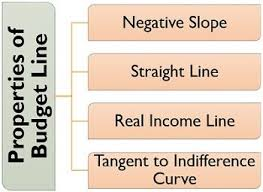 Properties of
Budget Line
Negative Slope
Straight Line
Real Income Line
Tangent to Indifference
Curve